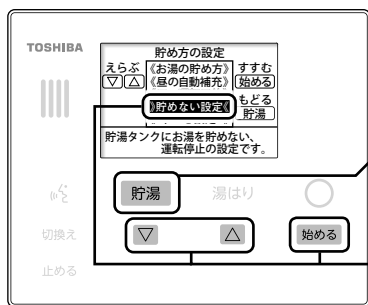 TOSHIBA
貯め方の設定
えらぶ 《お湯の貯め方》 すすむ
▽ △ 《昼の自動補充》 始める
》貯めない設定《 もどる
貯湯
貯湯タンクにお湯を貯めない、
運転停止の設定です。
貯湯 湯はり
切換え ▽ △ 始める
止める